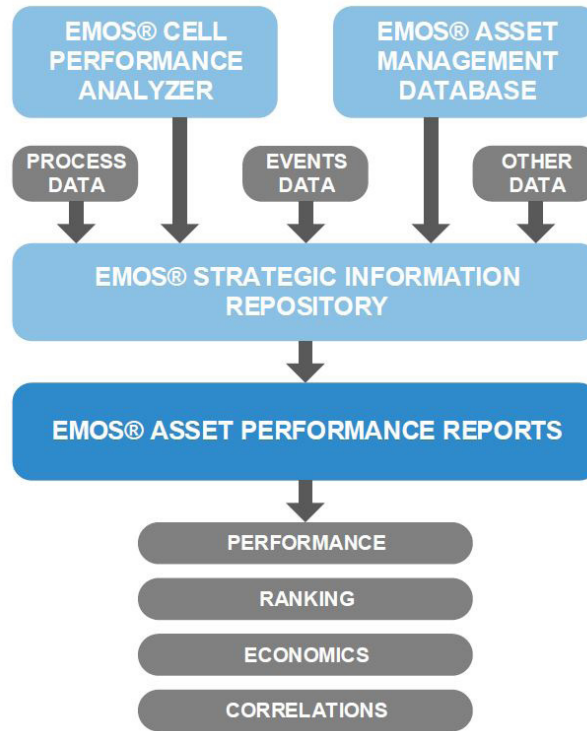 EMOS® CELL
PERFORMANCE
ANALYZER
EMOS® ASSET
MANAGEMENT
DATABASE
PROCESS
DATA
EVENTS
DATA
OTHER
DATA
EMOS® STRATEGIC INFORMATION
REPOSITORY
EMOS® ASSET PERFORMANCE REPORTS
PERFORMANCE
RANKING
ECONOMICS
CORRELATIONS